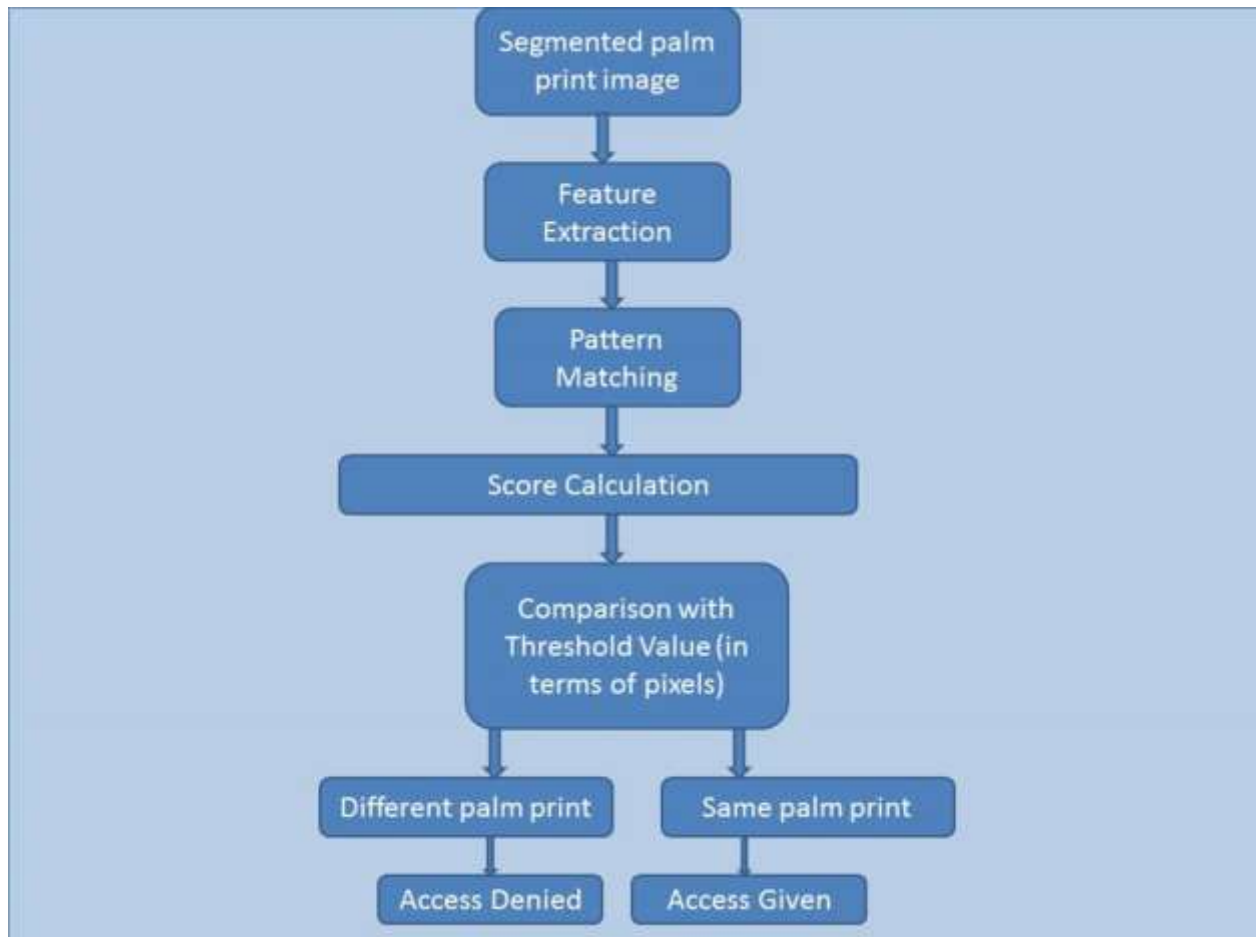 Segmented palm
print image
Feature
Extraction
Pattern
Matching
Score Calculation
Comparison with
Threshold Value (in
terms of pixels)
Different palm print
Same palm print
Access Denied
Access Given